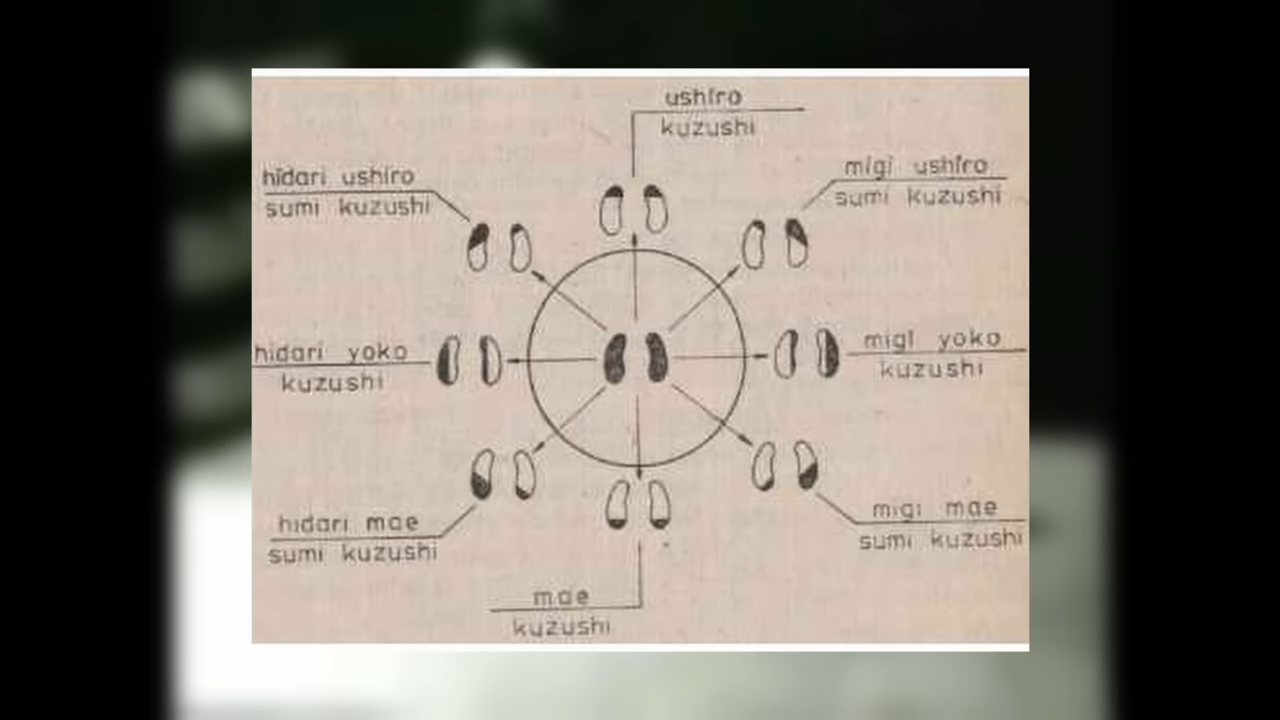 ushiro
kuzushi
hidari ushiro
sumi kuzushi
migi ushiro
sumi kuzushi
hidari yoko
kuzushi
migi yoko
kuzushi
hidari mae
sumi kuzushi
migi mae
sumi kuzushi
mae
kuzushi